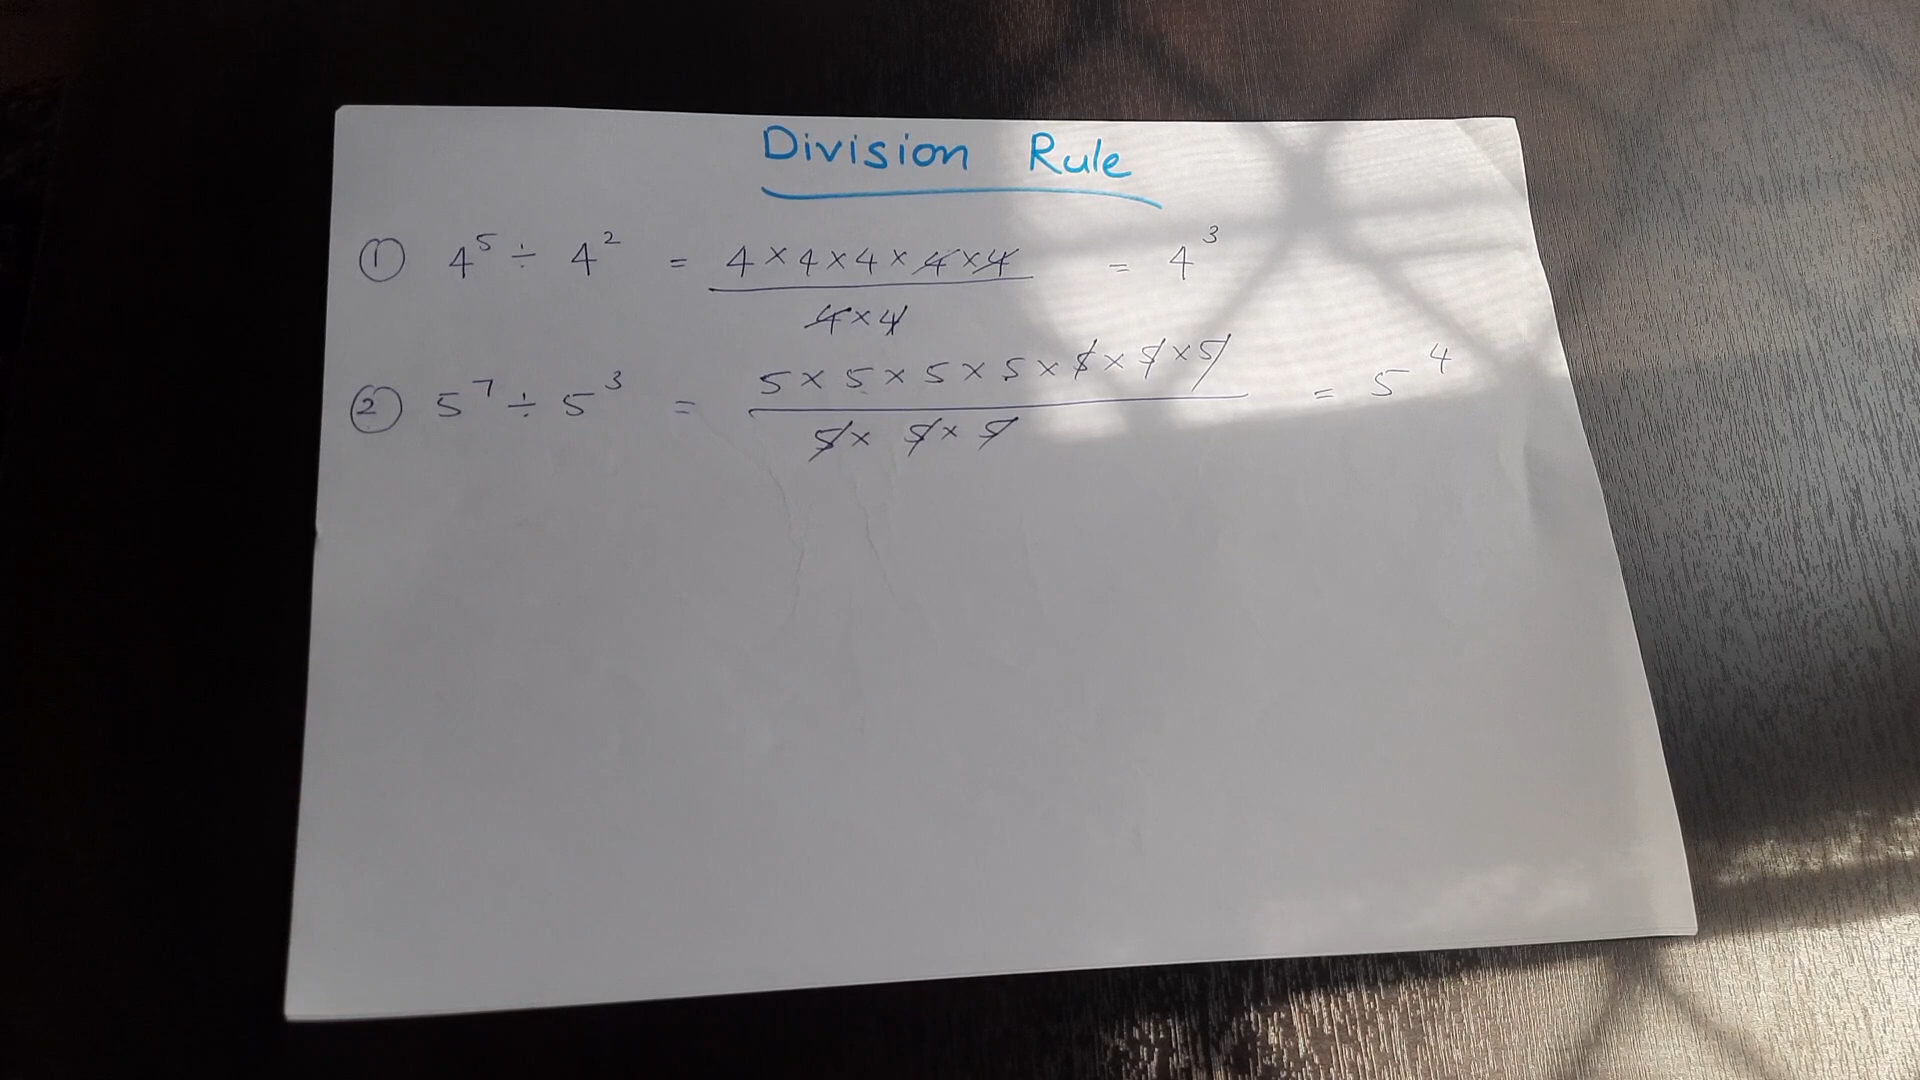 Division Rule
① 4⁵ ÷ 4² = 4 × 4 × 4 × 4 × 4 / 4 × 4 = 4³
② 5⁷ ÷ 5³ = 5 × 5 × 5 × 5 × 5 × 5 × 5 / 5 × 5 × 5 = 5⁴